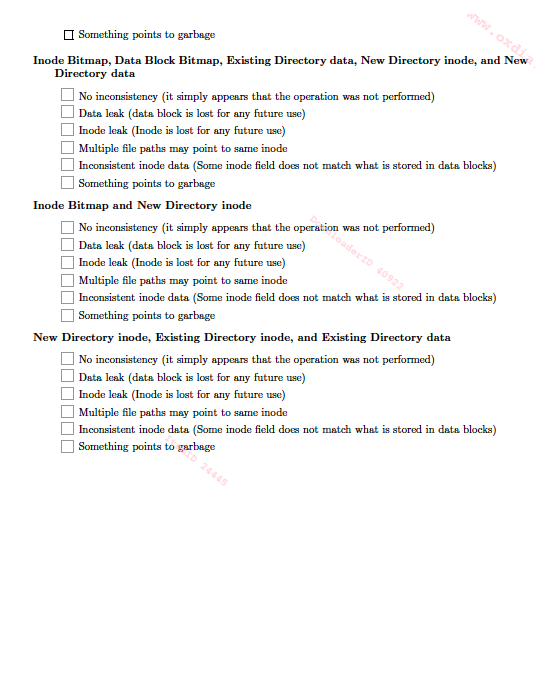 Something points to garbage
Inode Bitmap, Data Block Bitmap, Existing Directory data, New Directory inode, and New
Directory data
No inconsistency (it simply appears that the operation was not performed)
Data leak (data block is lost for any future use)
Inode leak (Inode is lost for any future use)
Multiple file paths may point to same inode
Inconsistent inode data (Some inode field does not match what is stored in data blocks)
Something points to garbage
Inode Bitmap and New Directory inode
No inconsistency (it simply appears that the operation was not performed)
Data leak (data block is lost for any future use)
Inode leak (Inode is lost for any future use)
Multiple file paths may point to same inode
Inconsistent inode data (Some inode field does not match what is stored in data blocks)
Something points to garbage
New Directory inode, Existing Directory inode, and Existing Directory data
No inconsistency (it simply appears that the operation was not performed)
Data leak (data block is lost for any future use)
Inode leak (Inode is lost for any future use)
Multiple file paths may point to same inode
Inconsistent inode data (Some inode field does not match what is stored in data blocks)
Something points to garbage
www.oxdia.
DownloaderID 40922
24445